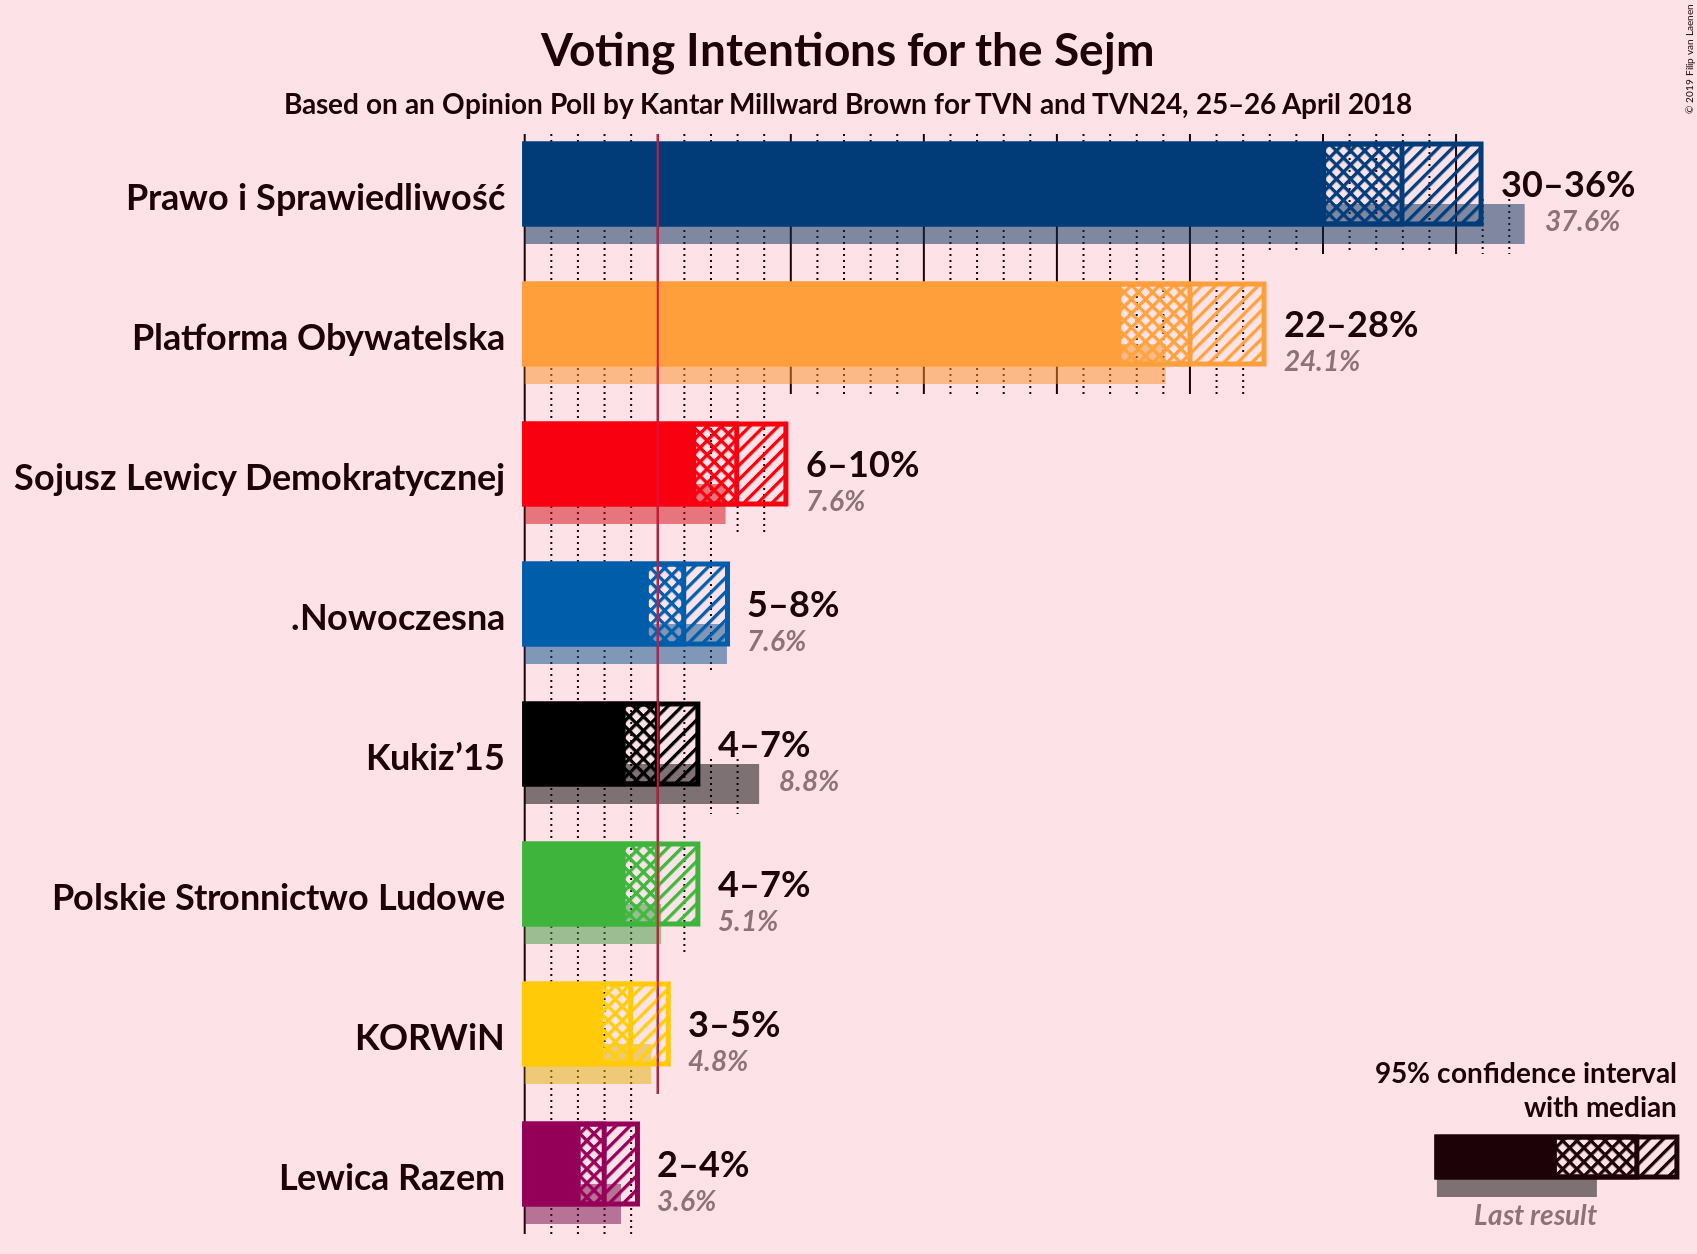 Voting Intentions for the Sejm
Based on an Opinion Poll by Kantar Millward Brown for TVN and TVN24, 25–26 April 2018
© 2019 Filip van Laenen
Prawo i Sprawiedliwość
30–36%
37.6%
Platforma Obywatelska
22–28%
24.1%
Sojusz Lewicy Demokratycznej
6–10%
7.6%
.Nowoczesna
5–8%
7.6%
Kukiz’15
4–7%
8.8%
Polskie Stronnictwo Ludowe
4–7%
5.1%
KORWiN
3–5%
4.8%
Lewica Razem
2–4%
3.6%
95% confidence interval
with median
Last result